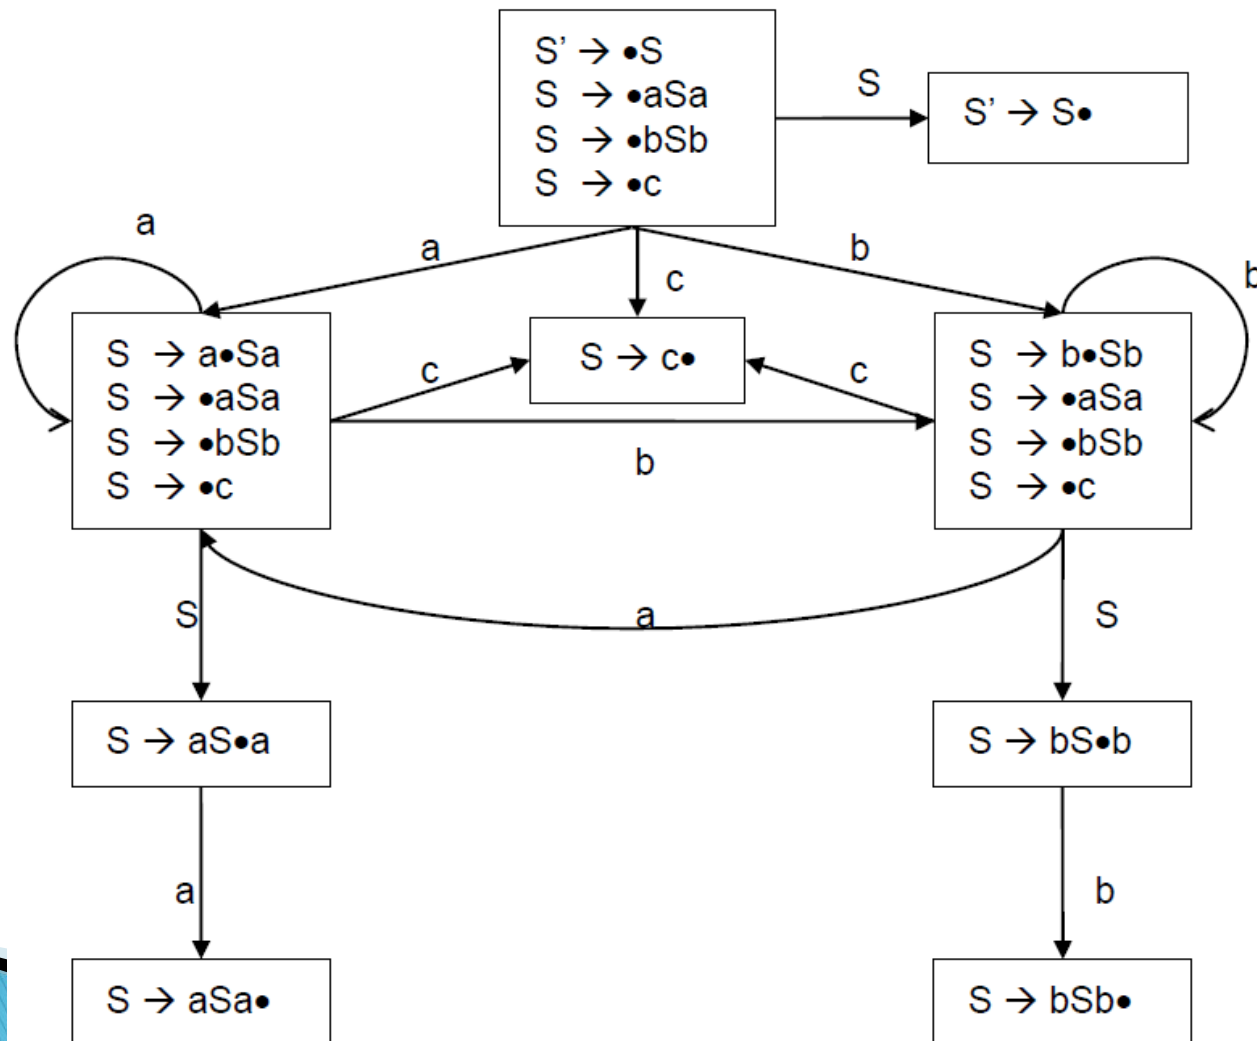 S’ → •S
S → •aSa
S → •bSb
S → •c
S
S’ → S•
a
a
c
b
b
S → a•Sa
S → •aSa
S → •bSb
S → •c
c
S → c•
c
S → b•Sb
S → •aSa
S → •bSb
S → •c
b
S
a
S
S → aS•a
S → bS•b
a
b
S → aSa•
S → bSb•